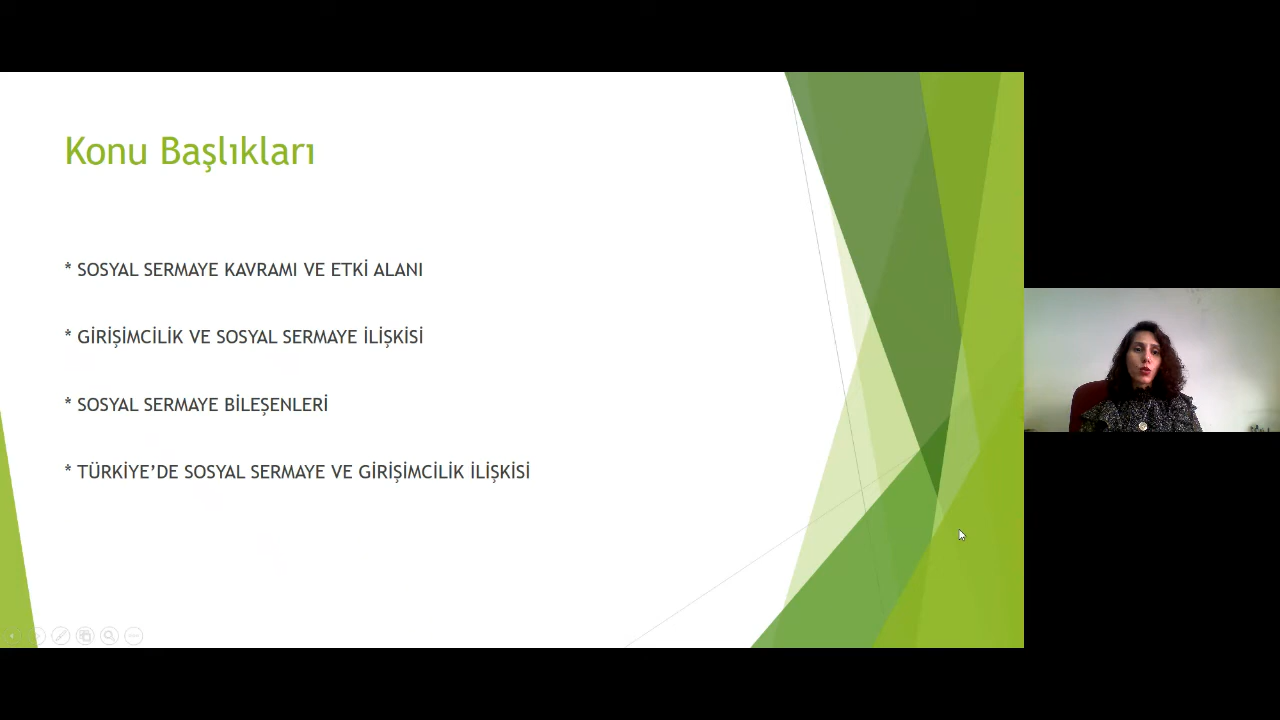 Konu Başlıkları
* SOSYAL SERMAYE KAVRAMI VE ETKİ ALANI
* GİRİŞİMCİLİK VE SOSYAL SERMAYE İLİŞKİSİ
* SOSYAL SERMAYE BİLEŞENLERİ
* TÜRKİYE’DE SOSYAL SERMAYE VE GİRİŞİMCİLİK İLİŞKİSİ